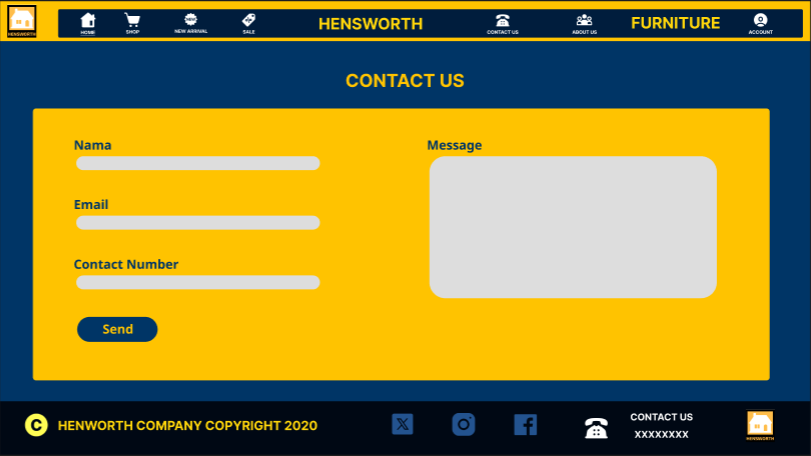 HENSWORTH
HOME
SHOP
NEW
NEW ARRIVAL
SALE
HENSWORTH
CONTACT US
ABOUT US
FURNITURE
ACCOUNT
CONTACT US
Nama
Message
Email
Contact Number
Send
C HENWORTH COMPANY COPYRIGHT 2020
CONTACT US
XXXXXXXX
HENSWORTH